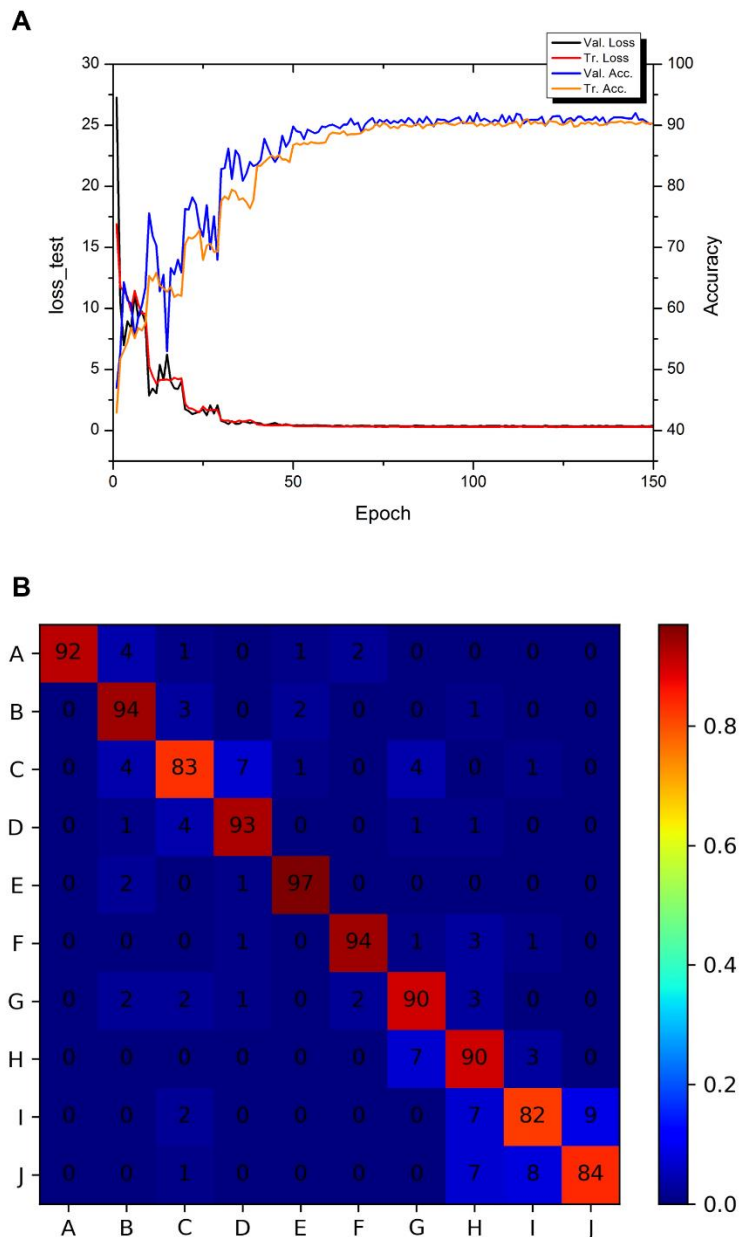 A
Val. Loss
Tr. Loss
Val. Acc.
Tr. Acc.
30
25
20
15
10
5
0
loss_test
100
90
80
70
60
50
40
Accuracy
0 50 100 150
Epoch
B
A 92 4 1 0 1 2 0 0 0 0
B 0 94 3 0 2 0 0 1 0 0
C 0 4 83 7 1 0 4 0 1 0
D 0 1 4 93 0 0 1 1 0 0
E 0 2 0 1 97 0 0 0 0 0
F 0 0 0 1 0 94 1 3 1 0
G 0 2 2 1 0 2 90 3 0 0
H 0 0 0 0 0 0 7 90 3 0
I 0 0 2 0 0 0 0 7 82 9
J 0 0 1 0 0 0 0 7 8 84
A B C D E F G H I J
0.8
0.6
0.4
0.2
0.0